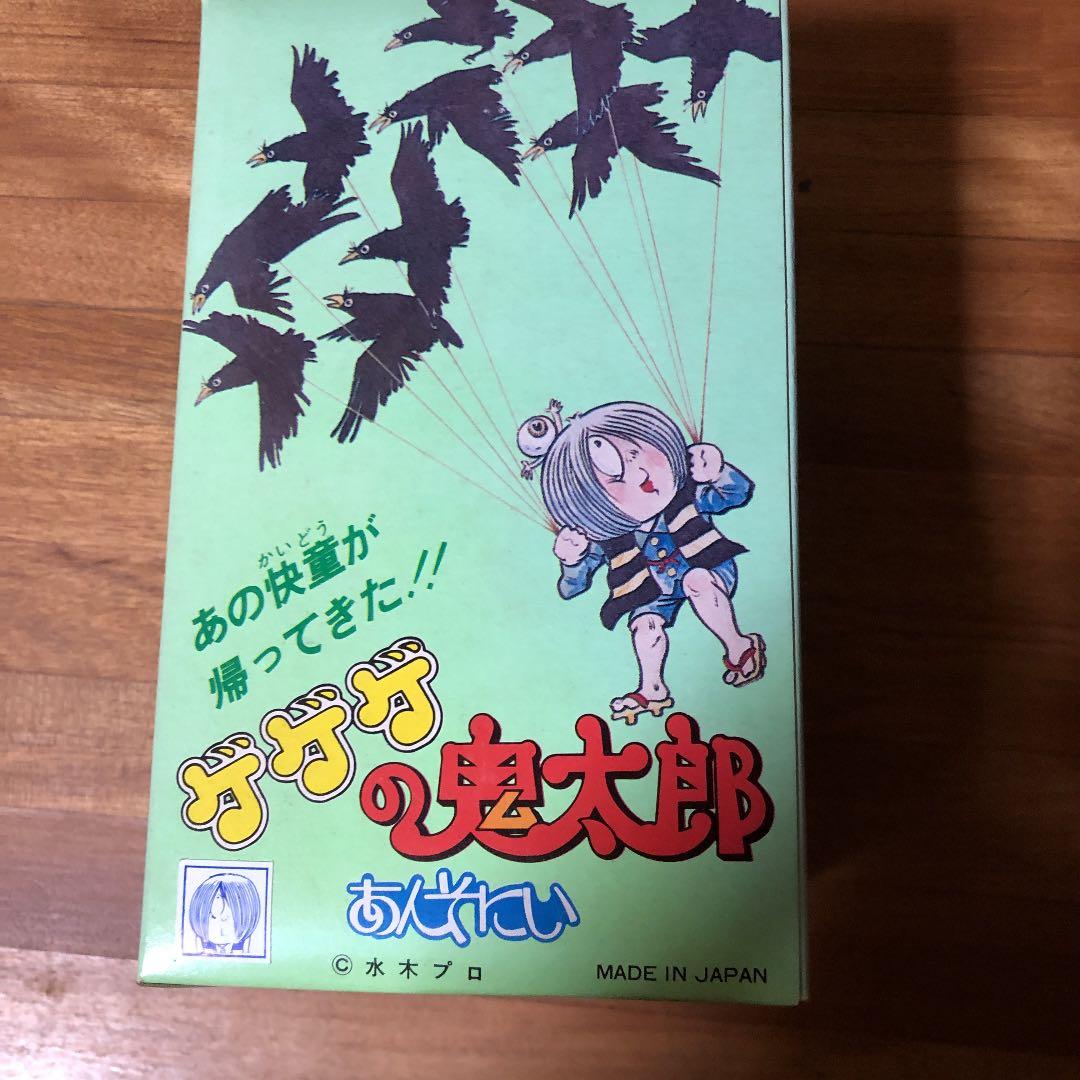 あの快童が
かいどう
帰ってきた!!
ゲゲゲ
の鬼太郎
あんそにい
© 水木プロ
MADE IN JAPAN